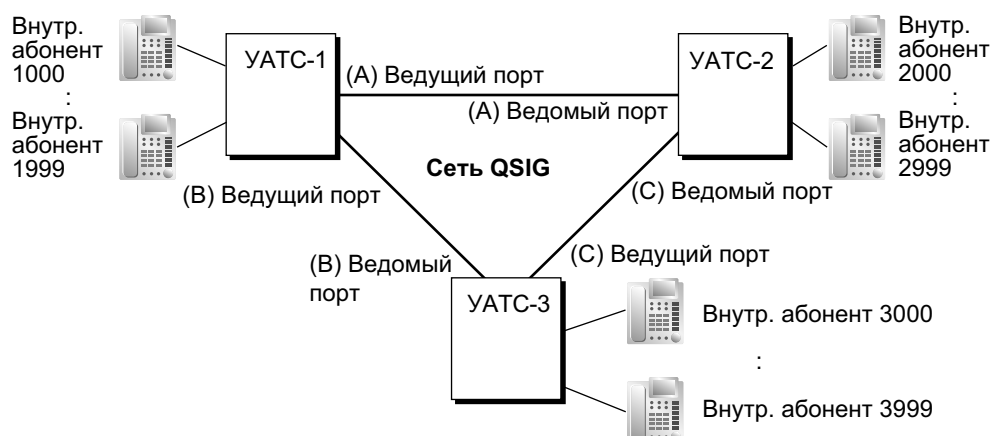 Внутр.
абонент
1000
:
Внутр.
абонент
1999
УАТС-1
(А) Ведущий порт
(А) Ведомый порт
УАТС-2
Внутр.
абонент
2000
:
Внутр.
абонент
2999
Сеть QSIG
(В) Ведущий порт
(С) Ведомый порт
(В) Ведомый
порт
(С) Ведущий порт
УАТС-3
Внутр. абонент 3000
:
Внутр. абонент 3999